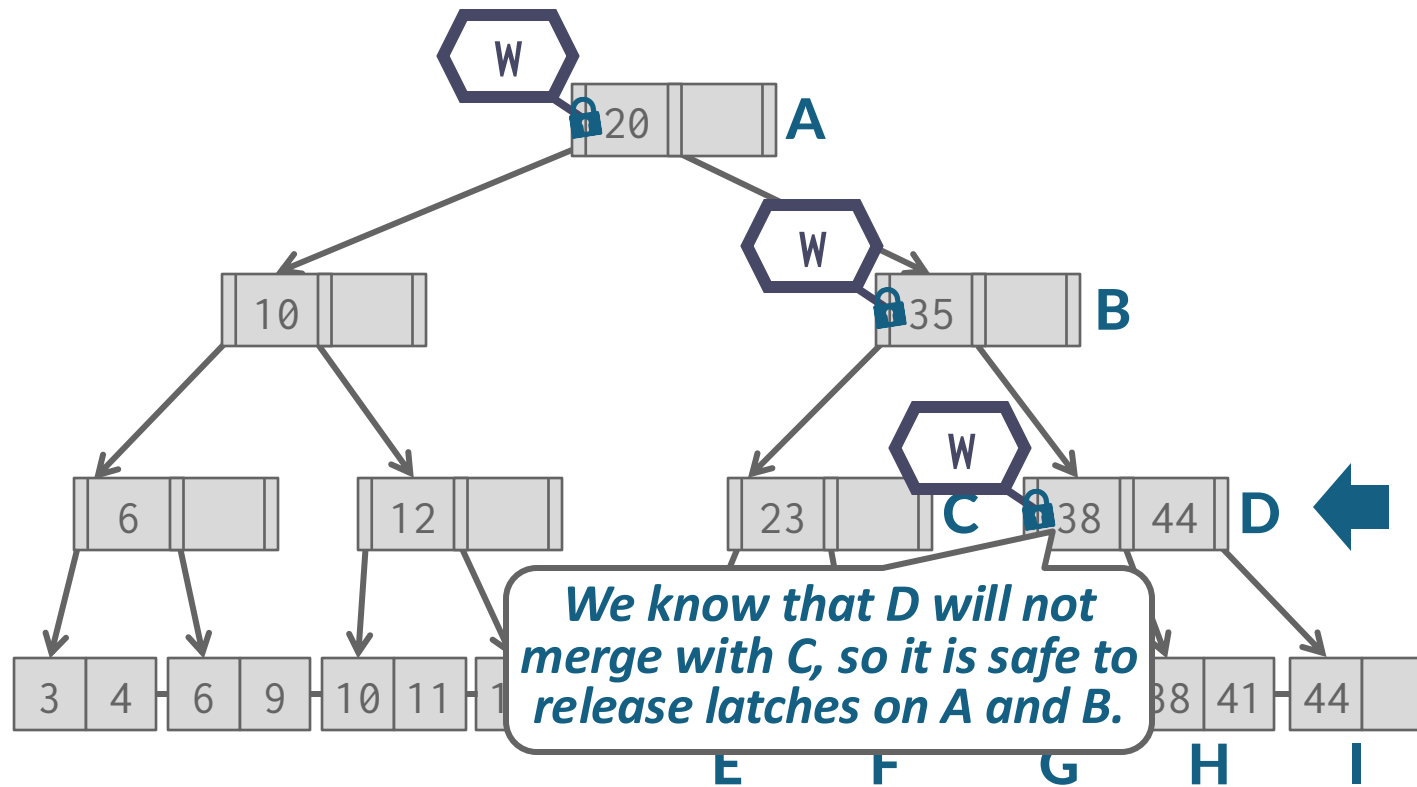 W
20 A
W
35 B
10
W
6
12
23 C
38 44 D
We know that D will not
merge with C, so it is safe to
release latches on A and B.
3 4 6 9 10 11
38 41 44
E F G H I